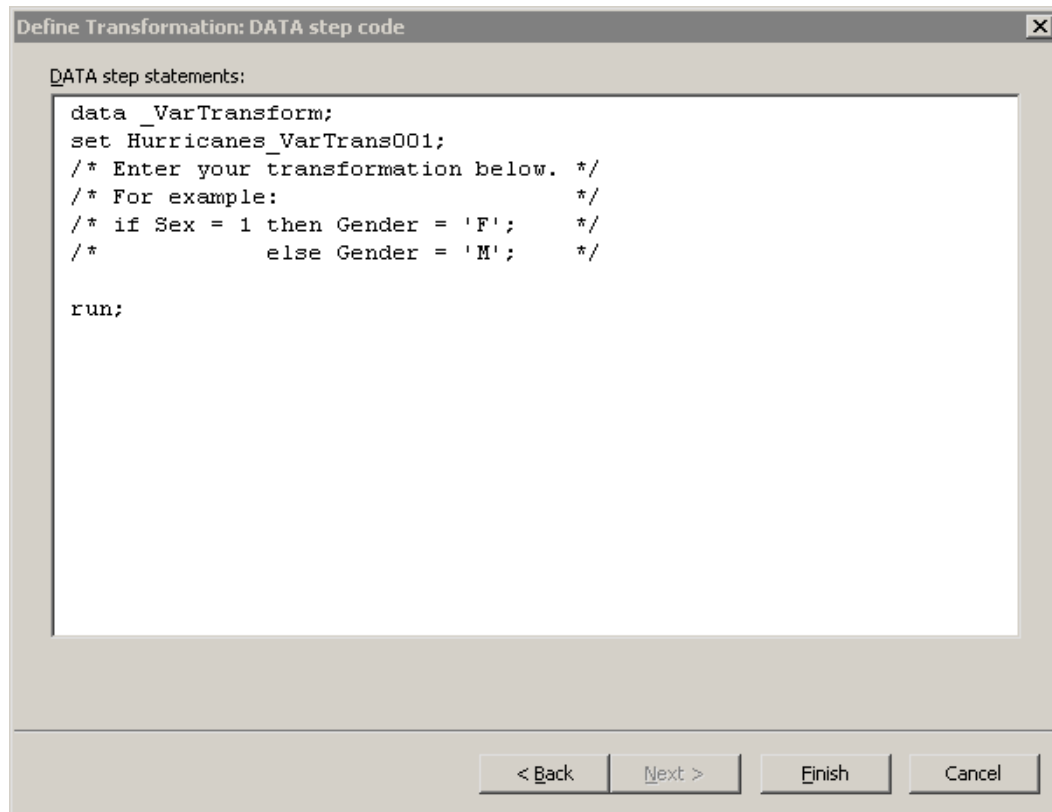 Define Transformation: DATA step code
DATA step statements:
data _VarTransform;
set Hurricanes_VarTrans001;
/* Enter your transformation below. */
/* For example:                     */
/* if Sex = 1 then Gender = 'F';    */
/*            else Gender = 'M';    */
run;
< Back Next > Finish Cancel